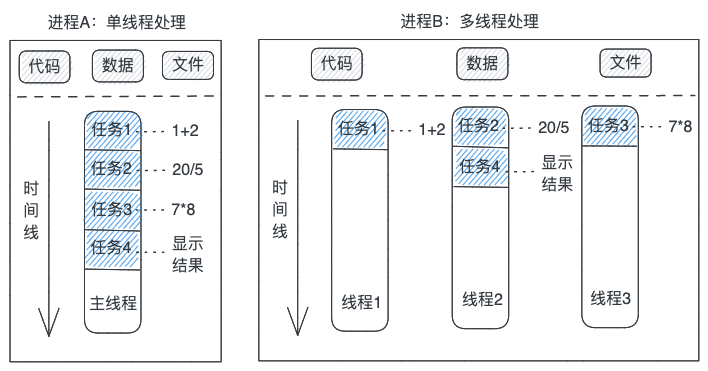 进程A：单线程处理
代码
数据
文件
任务1
1+2
任务2
20/5
任务3
7*8
任务4
显示
结果
时
间
线
主线程
进程B：多线程处理
代码
数据
文件
任务1
1+2
任务2
20/5
任务3
7*8
任务4
显示
结果
时
间
线
线程1
线程2
线程3